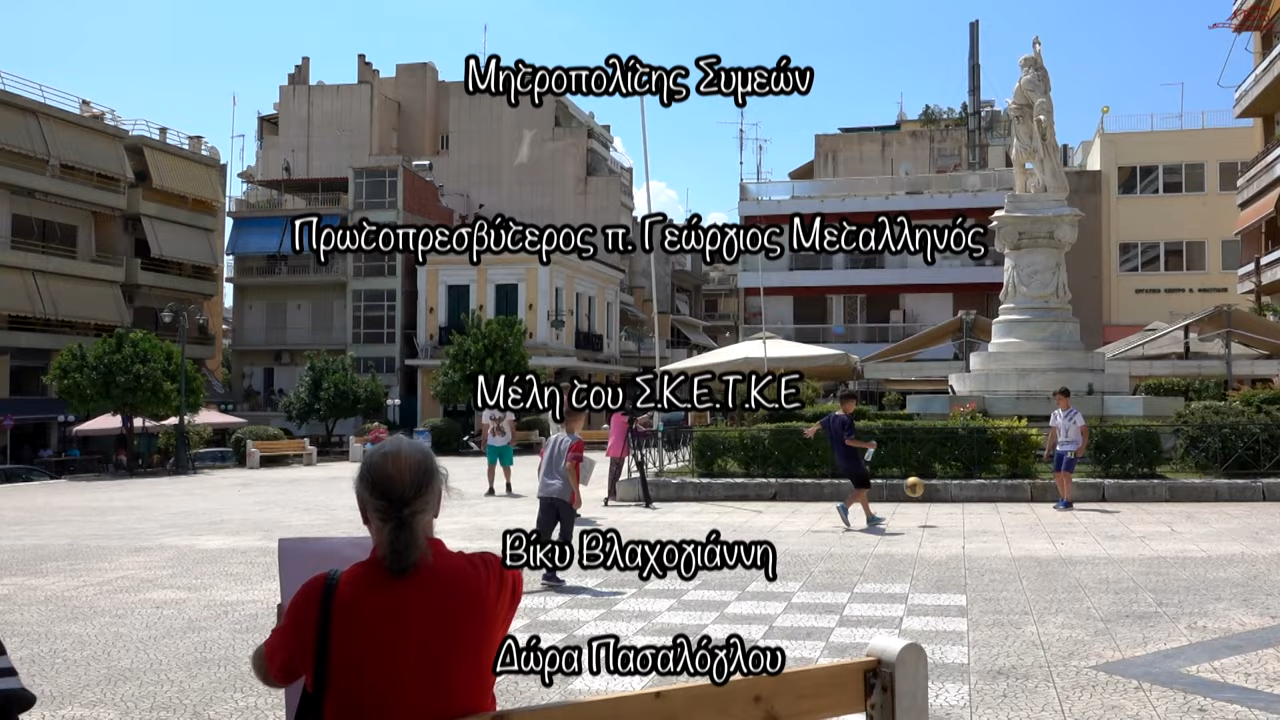 Μητροπολίτης Συμεών
Πρωτοπρεσβύτερος π. Γεώργιος Μεταλληνός
Μέλη του Σ.Κ.Ε.Τ.Κ.Ε
Βίκυ Βλαχογιάννη
Δώρα Πασαλόγλου